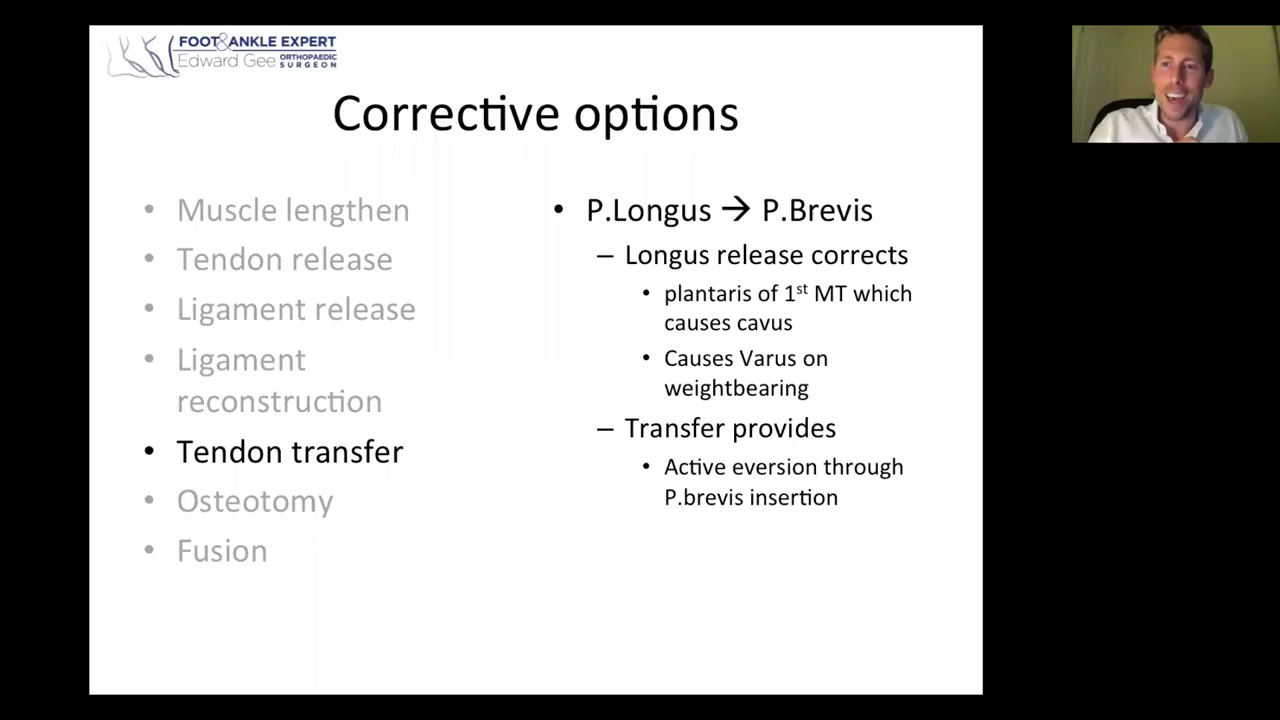 FOOT & ANKLE EXPERT
Edward Gee ORTHOPAEDIC SURGEON
Corrective options
• Muscle lengthen
• Tendon release
• Ligament release
• Ligament
reconstruction
• Tendon transfer
• Osteotomy
• Fusion
• P.Longus → P.Brevis
– Longus release corrects
• plantaris of 1st MT which
causes cavus
• Causes Varus on
weightbearing
– Transfer provides
• Active eversion through
P.brevis insertion